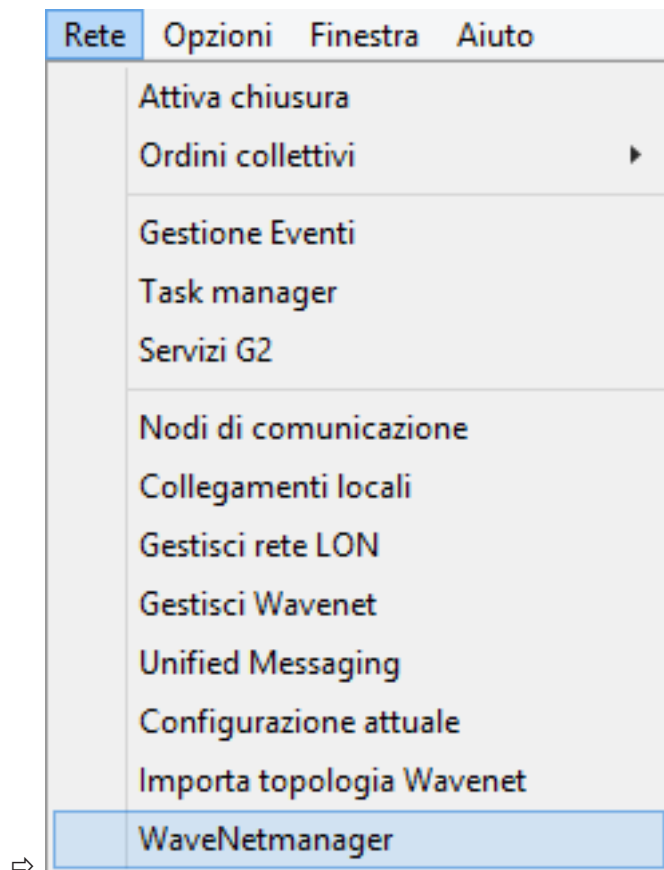 Rete Opzioni Finestra Aiuto
Attiva chiusura
Ordini collettivi
Gestione Eventi
Task manager
Servizi G2
Nodi di comunicazione
Collegamenti locali
Gestisci rete LON
Gestisci Wavenet
Unified Messaging
Configurazione attuale
Importa topologia Wavenet
WaveNetmanager